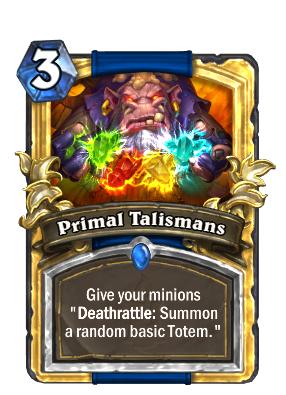 3
Primal Talismans
Give your minions
"Deathrattle: Summon
a random basic Totem."